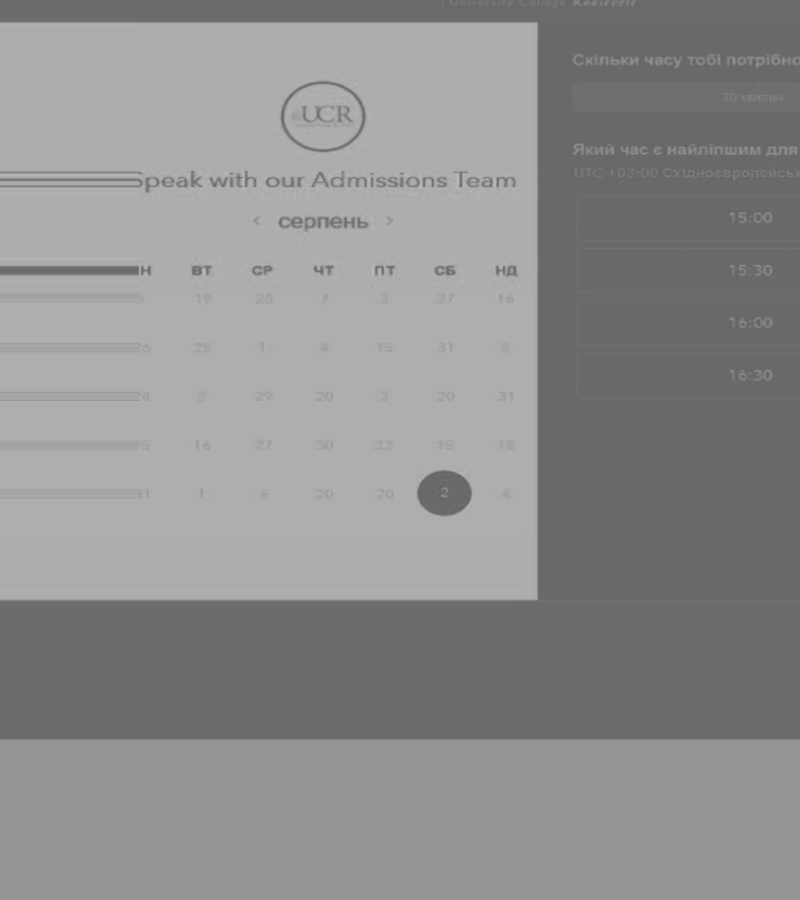 University College Roosevelt
UCR
Speak with our Admissions Team
< серпень >
Н ВТ СР ЧТ ПТ СБ НД
5 19 28 7 3 27 16
26 25 1 4 15 31 2
24 2 29 20 3 20 31
5 16 27 30 23 15 18
31 1 6 20 20 2 8
Скільки часу тобі потрібно
30 хвилин
Який час є найліпшим для
UTC +03:00 Східноєвропейськ
15:00
15:30
16:00
16:30